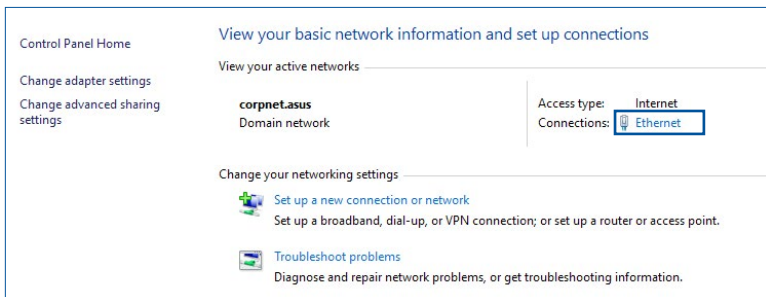 Control Panel Home
Change adapter settings
Change advanced sharing
settings
View your basic network information and set up connections
View your active networks
corpnet.asus
Domain network
Access type: Internet
Connections: Ethernet
Change your networking settings
Set up a new connection or network
Set up a broadband, dial-up, or VPN connection; or set up a router or access point.
Troubleshoot problems
Diagnose and repair network problems, or get troubleshooting information.